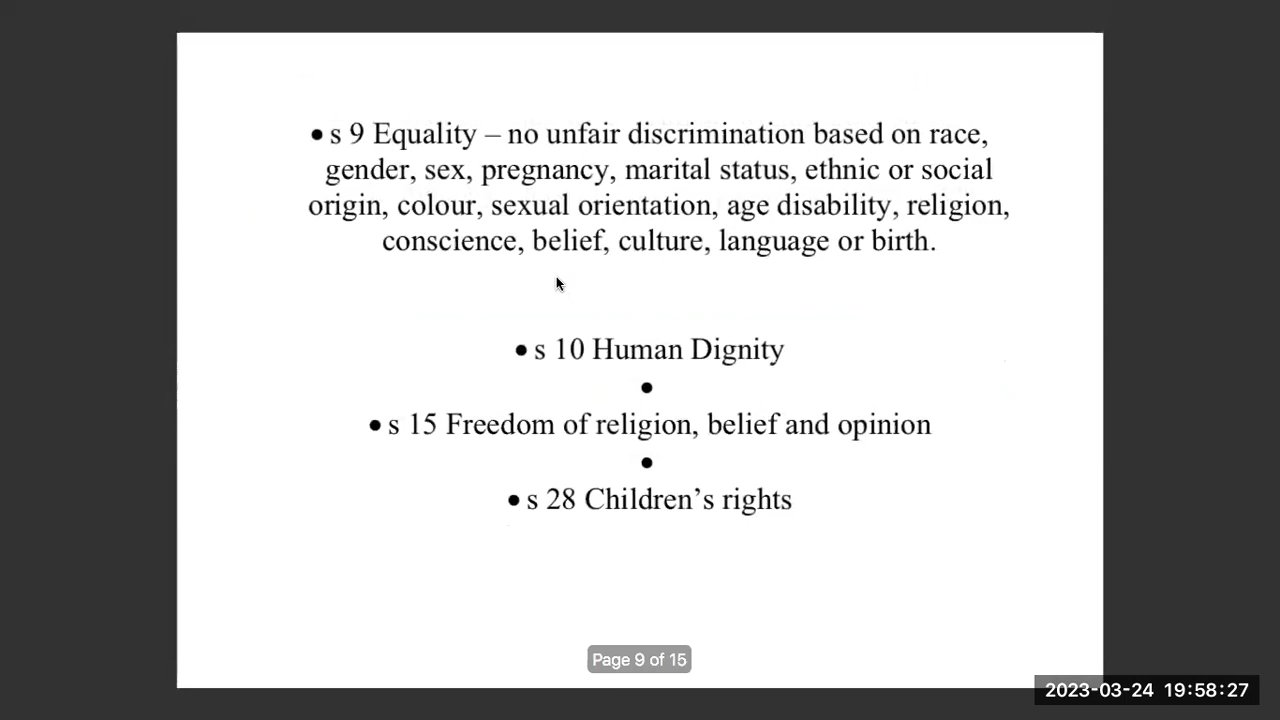 • s 9 Equality – no unfair discrimination based on race,
gender, sex, pregnancy, marital status, ethnic or social
origin, colour, sexual orientation, age disability, religion,
conscience, belief, culture, language or birth.
• s 10 Human Dignity
•
• s 15 Freedom of religion, belief and opinion
•
• s 28 Children’s rights
Page 9 of 15
2023-03-24 19:58:27